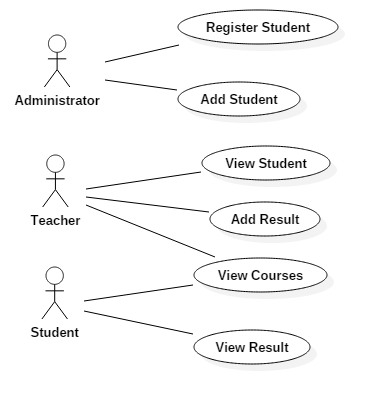 Register Student
Administrator
Add Student
View Student
Teacher
Add Result
View Courses
Student
View Result